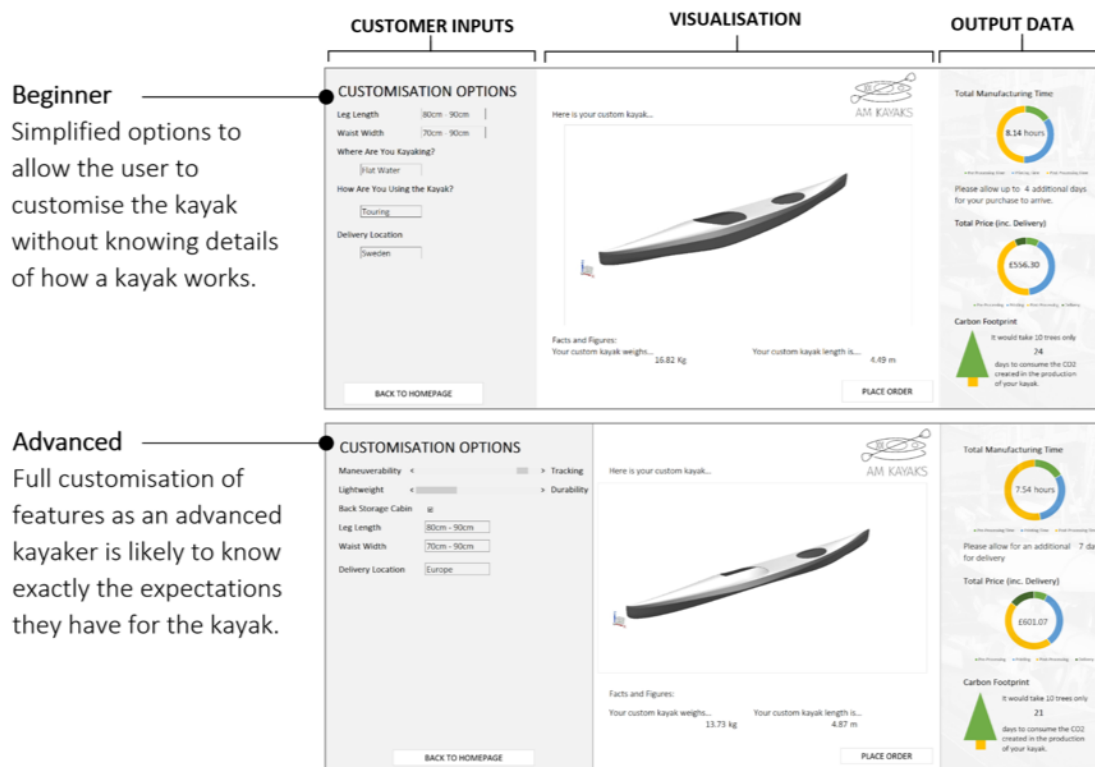 CUSTOMER INPUTS
VISUALISATION
OUTPUT DATA
Beginner
Simplified options to
allow the user to
customise the kayak
without knowing details
of how a kayak works.
CUSTOMISATION OPTIONS
Leg Length 80cm - 90cm
Waist Width 70cm - 90cm
Where Are You Kayaking?
Flat Water
How Are You Using the Kayak?
Touring
Delivery Location
Sweden
BACK TO HOMEPAGE
AM KAYAKS
Here is your custom kayak...
Facts and Figures:
Your custom kayak weighs... 16.82 Kg
Your custom kayak length is... 4.49 m
PLACE ORDER
Total Manufacturing Time
8.14 hours
Please allow up to 4 additional days
for your purchase to arrive.
Total Price (inc. Delivery)
£556.30
Carbon Footprint
It would take 10 trees only
24
days to consume the CO2
created in the production
of your kayak.
Advanced
Full customisation of
features as an advanced
kayaker is likely to know
exactly the expectations
they have for the kayak.
CUSTOMISATION OPTIONS
Maneuverability < > Tracking
Lightweight < > Durability
Back Storage Cabin
Leg Length 80cm - 90cm
Waist Width 70cm - 90cm
Delivery Location Europe
BACK TO HOMEPAGE
AM KAYAKS
Here is your custom kayak...
Facts and Figures:
Your custom kayak weighs... 13.73 kg
Your custom kayak length is... 4.87 m
PLACE ORDER
Total Manufacturing Time
7.54 hours
Please allow for an additional 7 da
for delivery
Total Price (inc. Delivery)
£601.07
Carbon Footprint
It would take 10 trees only
21
days to consume the CO2
created in the production
of your kayak.